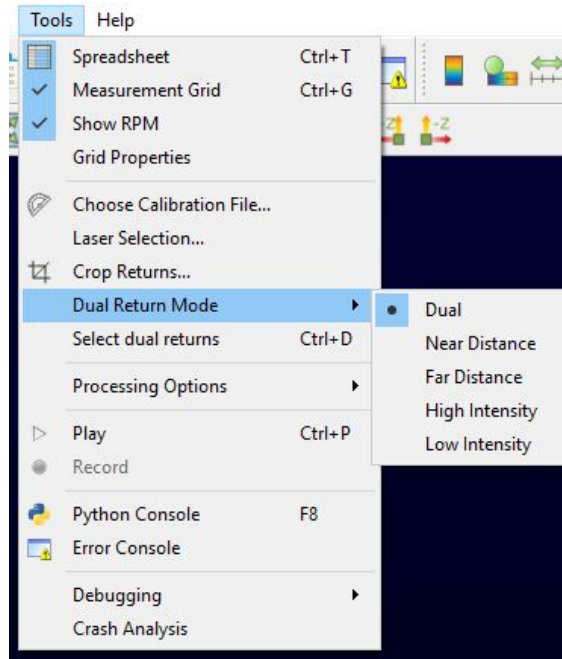 Tools Help
Spreadsheet Ctrl+T
Measurement Grid Ctrl+G
Show RPM
Grid Properties
Choose Calibration File...
Laser Selection...
Crop Returns...
Dual Return Mode
Select dual returns Ctrl+D
Processing Options
Play Ctrl+P
Record
Python Console F8
Error Console
Debugging
Crash Analysis
Dual
Near Distance
Far Distance
High Intensity
Low Intensity
-Z